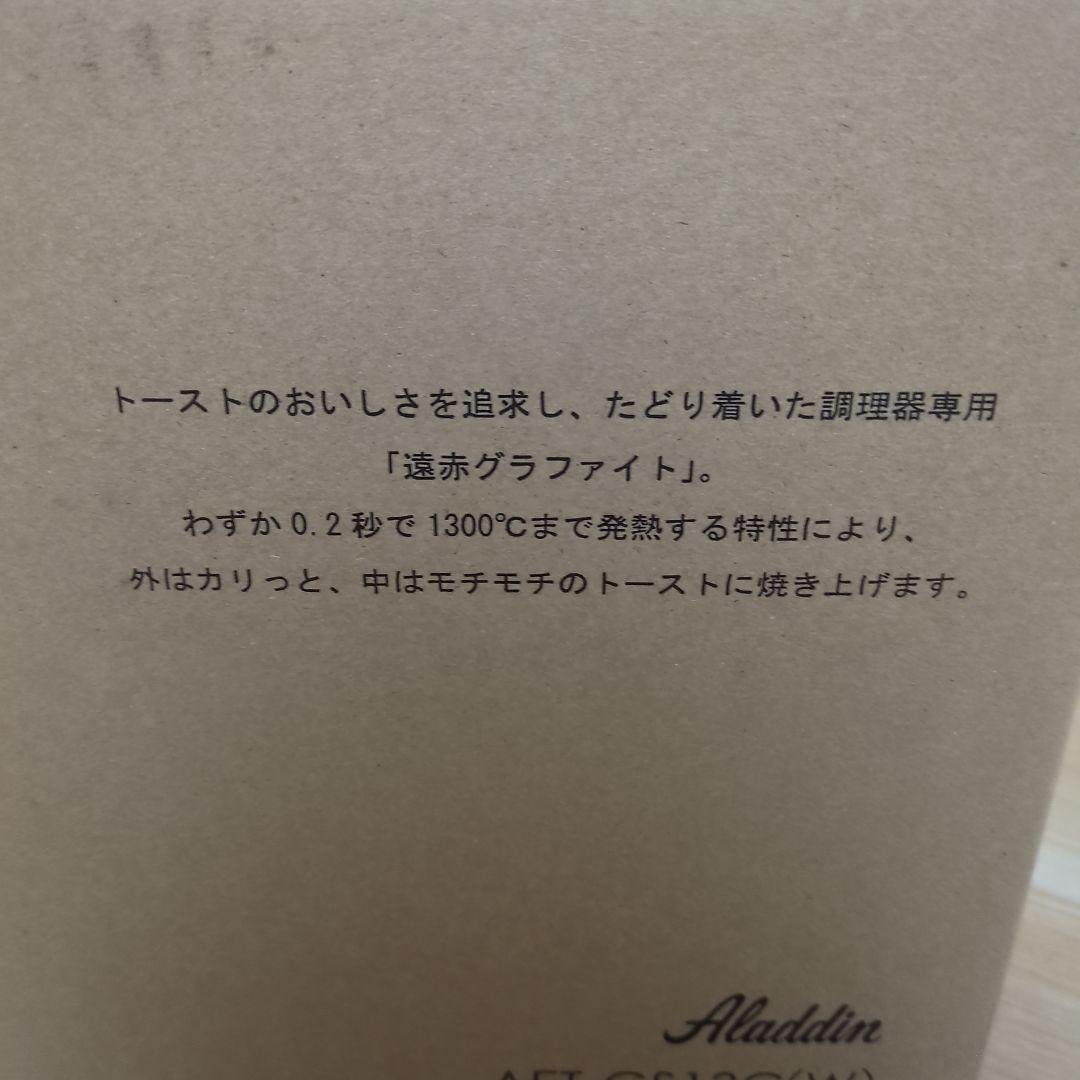 トーストのおいしさを追求し、たどり着いた調理器専用
「遠赤グラファイト」。
わずか0.2秒で1300℃まで発熱する特性により、
外はカリっと、中はモチモチのトーストに焼き上げます。
Aladdin